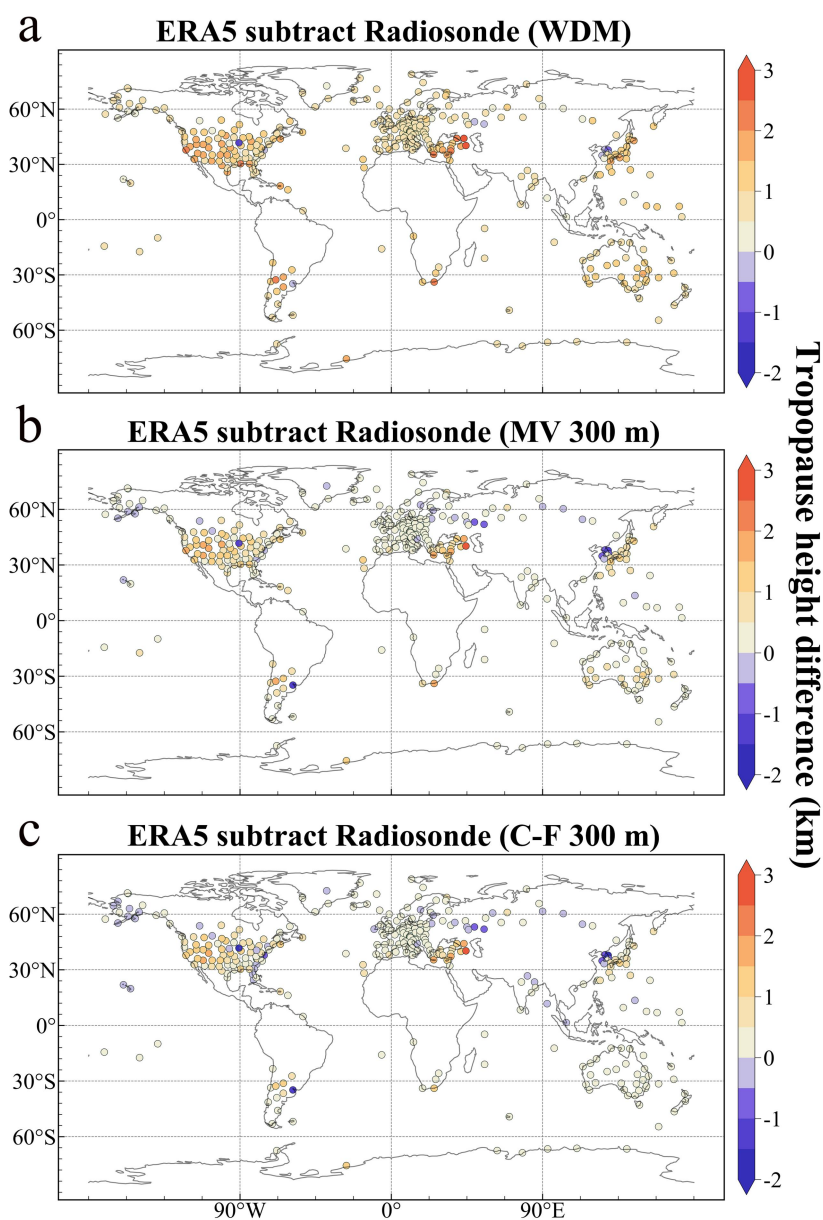 a
ERA5 subtract Radiosonde (WDM)
60°N
30°N
0°
30°S
60°S
3
2
1
0
-1
-2
b
ERA5 subtract Radiosonde (MV 300 m)
60°N
30°N
0°
30°S
60°S
3
2
1
0
-1
-2
c
ERA5 subtract Radiosonde (C-F 300 m)
60°N
30°N
0°
30°S
60°S
90°W
0°
90°E
3
2
1
0
-1
-2
Tropopause height difference (km)